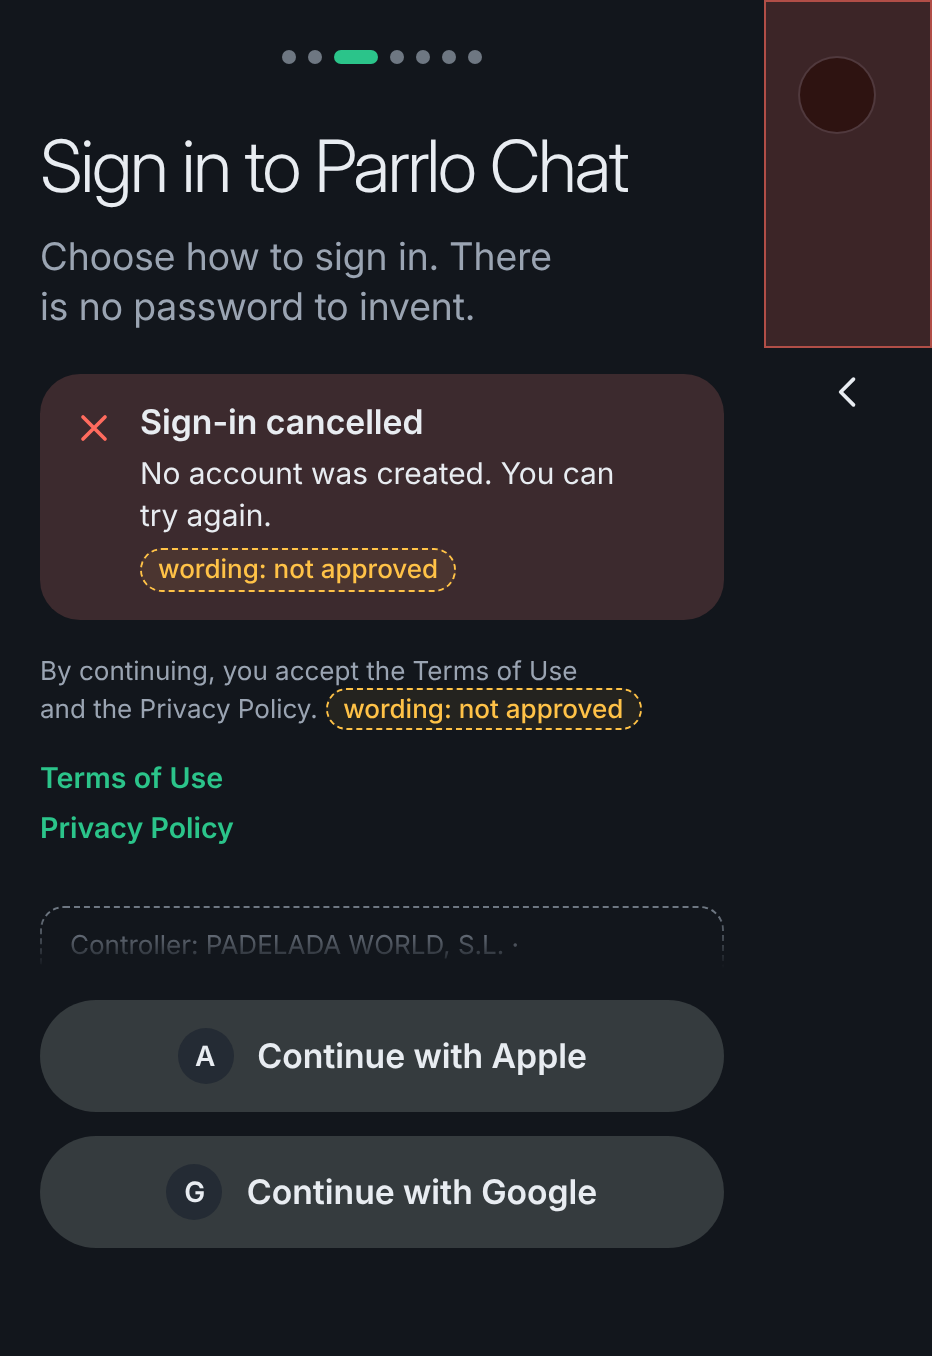 Sign in to Parrlo Chat
Choose how to sign in. There
is no password to invent.
Sign-in cancelled
No account was created. You can
try again.
wording: not approved
By continuing, you accept the Terms of Use
and the Privacy Policy. wording: not approved
Terms of Use
Privacy Policy
Controller: PADELADA WORLD, S.L. ·
A Continue with Apple
G Continue with Google